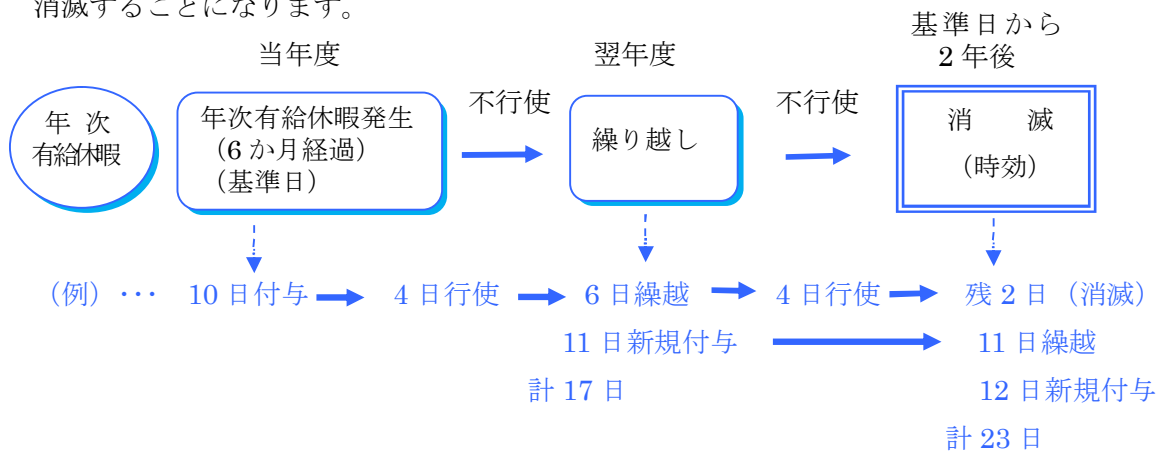 消滅することになります。
基準日から
2年後
当年度
翌年度
年 次
有給休暇
年次有給休暇発生
（6か月経過）
（基準日）
不行使
繰り越し
不行使
消　滅
（時効）
（例）・・・ 10日付与 4日行使 6日繰越 4日行使 残2日（消滅）
11日新規付与 11日繰越
計17日 12日新規付与
計23日